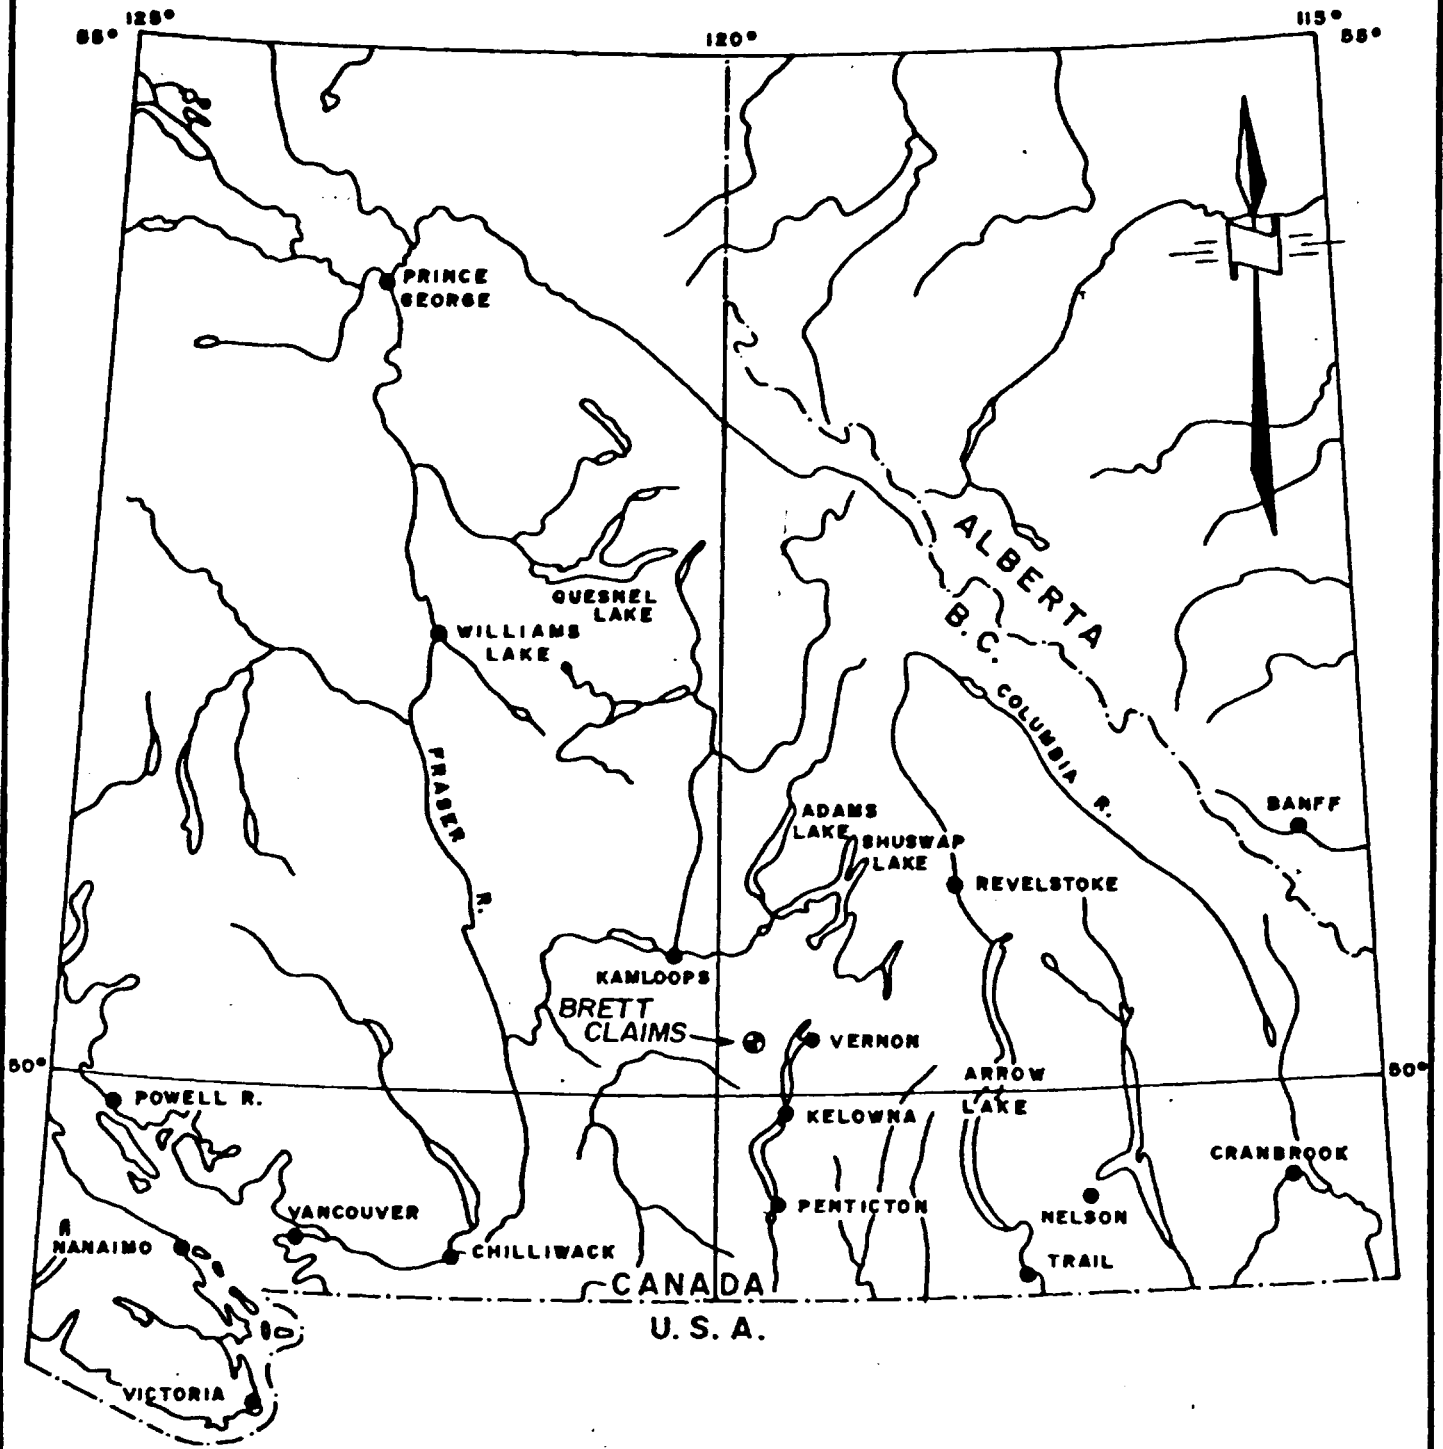 125°
55°
120°
115°
55°
PRINCE
GEORGE
QUESNEL
LAKE
WILLIAMS
LAKE
ALBERTA
B.C.
COLUMBIA R.
FRASER R.
ADAMS
LAKE
SHUSWAP
LAKE
BANFF
REVELSTOKE
KAMLOOPS
BRETT
CLAIMS
VERNON
50°
50°
POWELL R.
ARROW
LAKE
KELOWNA
CRANBROOK
VANCOUVER
PENTICTON
NELSON
NANAIMO
CHILLIWACK
TRAIL
CANADA
U.S.A.
VICTORIA